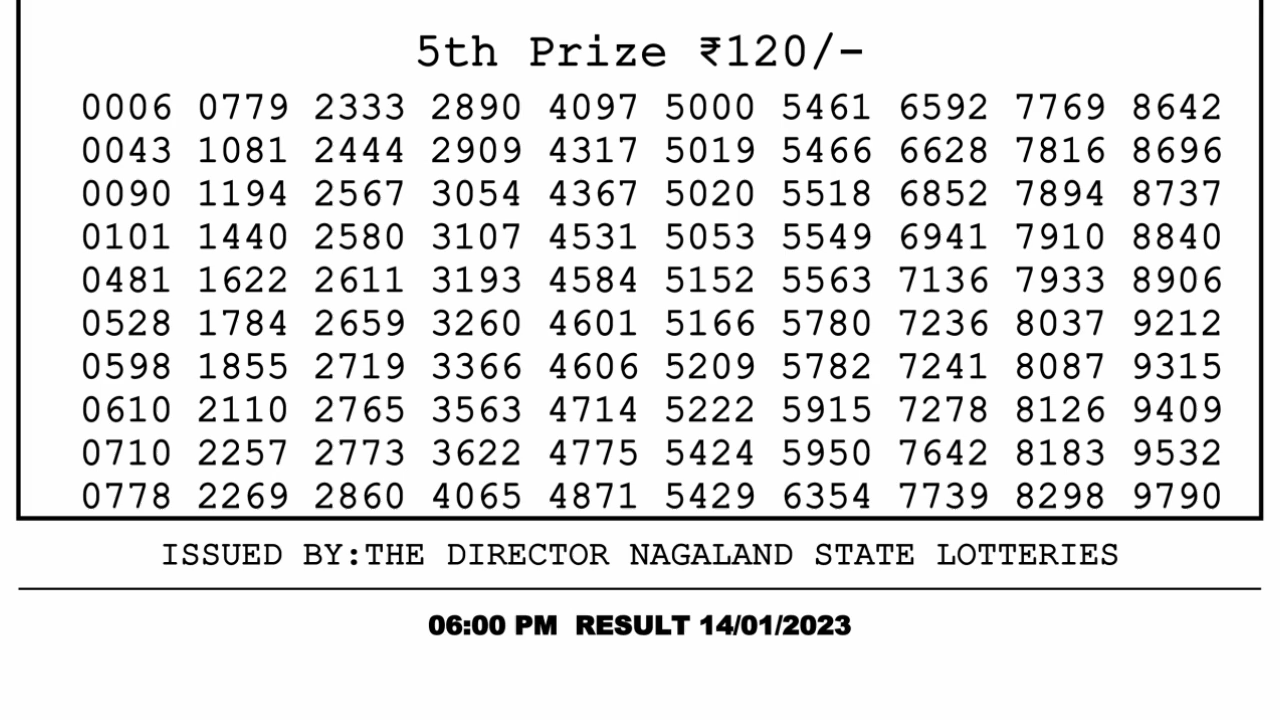 5th Prize ₹120/-
0006 0779 2333 2890 4097 5000 5461 6592 7769 8642
0043 1081 2444 2909 4317 5019 5466 6628 7816 8696
0090 1194 2567 3054 4367 5020 5518 6852 7894 8737
0101 1440 2580 3107 4531 5053 5549 6941 7910 8840
0481 1622 2611 3193 4584 5152 5563 7136 7933 8906
0528 1784 2659 3260 4601 5166 5780 7236 8037 9212
0598 1855 2719 3366 4606 5209 5782 7241 8087 9315
0610 2110 2765 3563 4714 5222 5915 7278 8126 9409
0710 2257 2773 3622 4775 5424 5950 7642 8183 9532
0778 2269 2860 4065 4871 5429 6354 7739 8298 9790
ISSUED BY:THE DIRECTOR NAGALAND STATE LOTTERIES
06:00 PM RESULT 14/01/2023